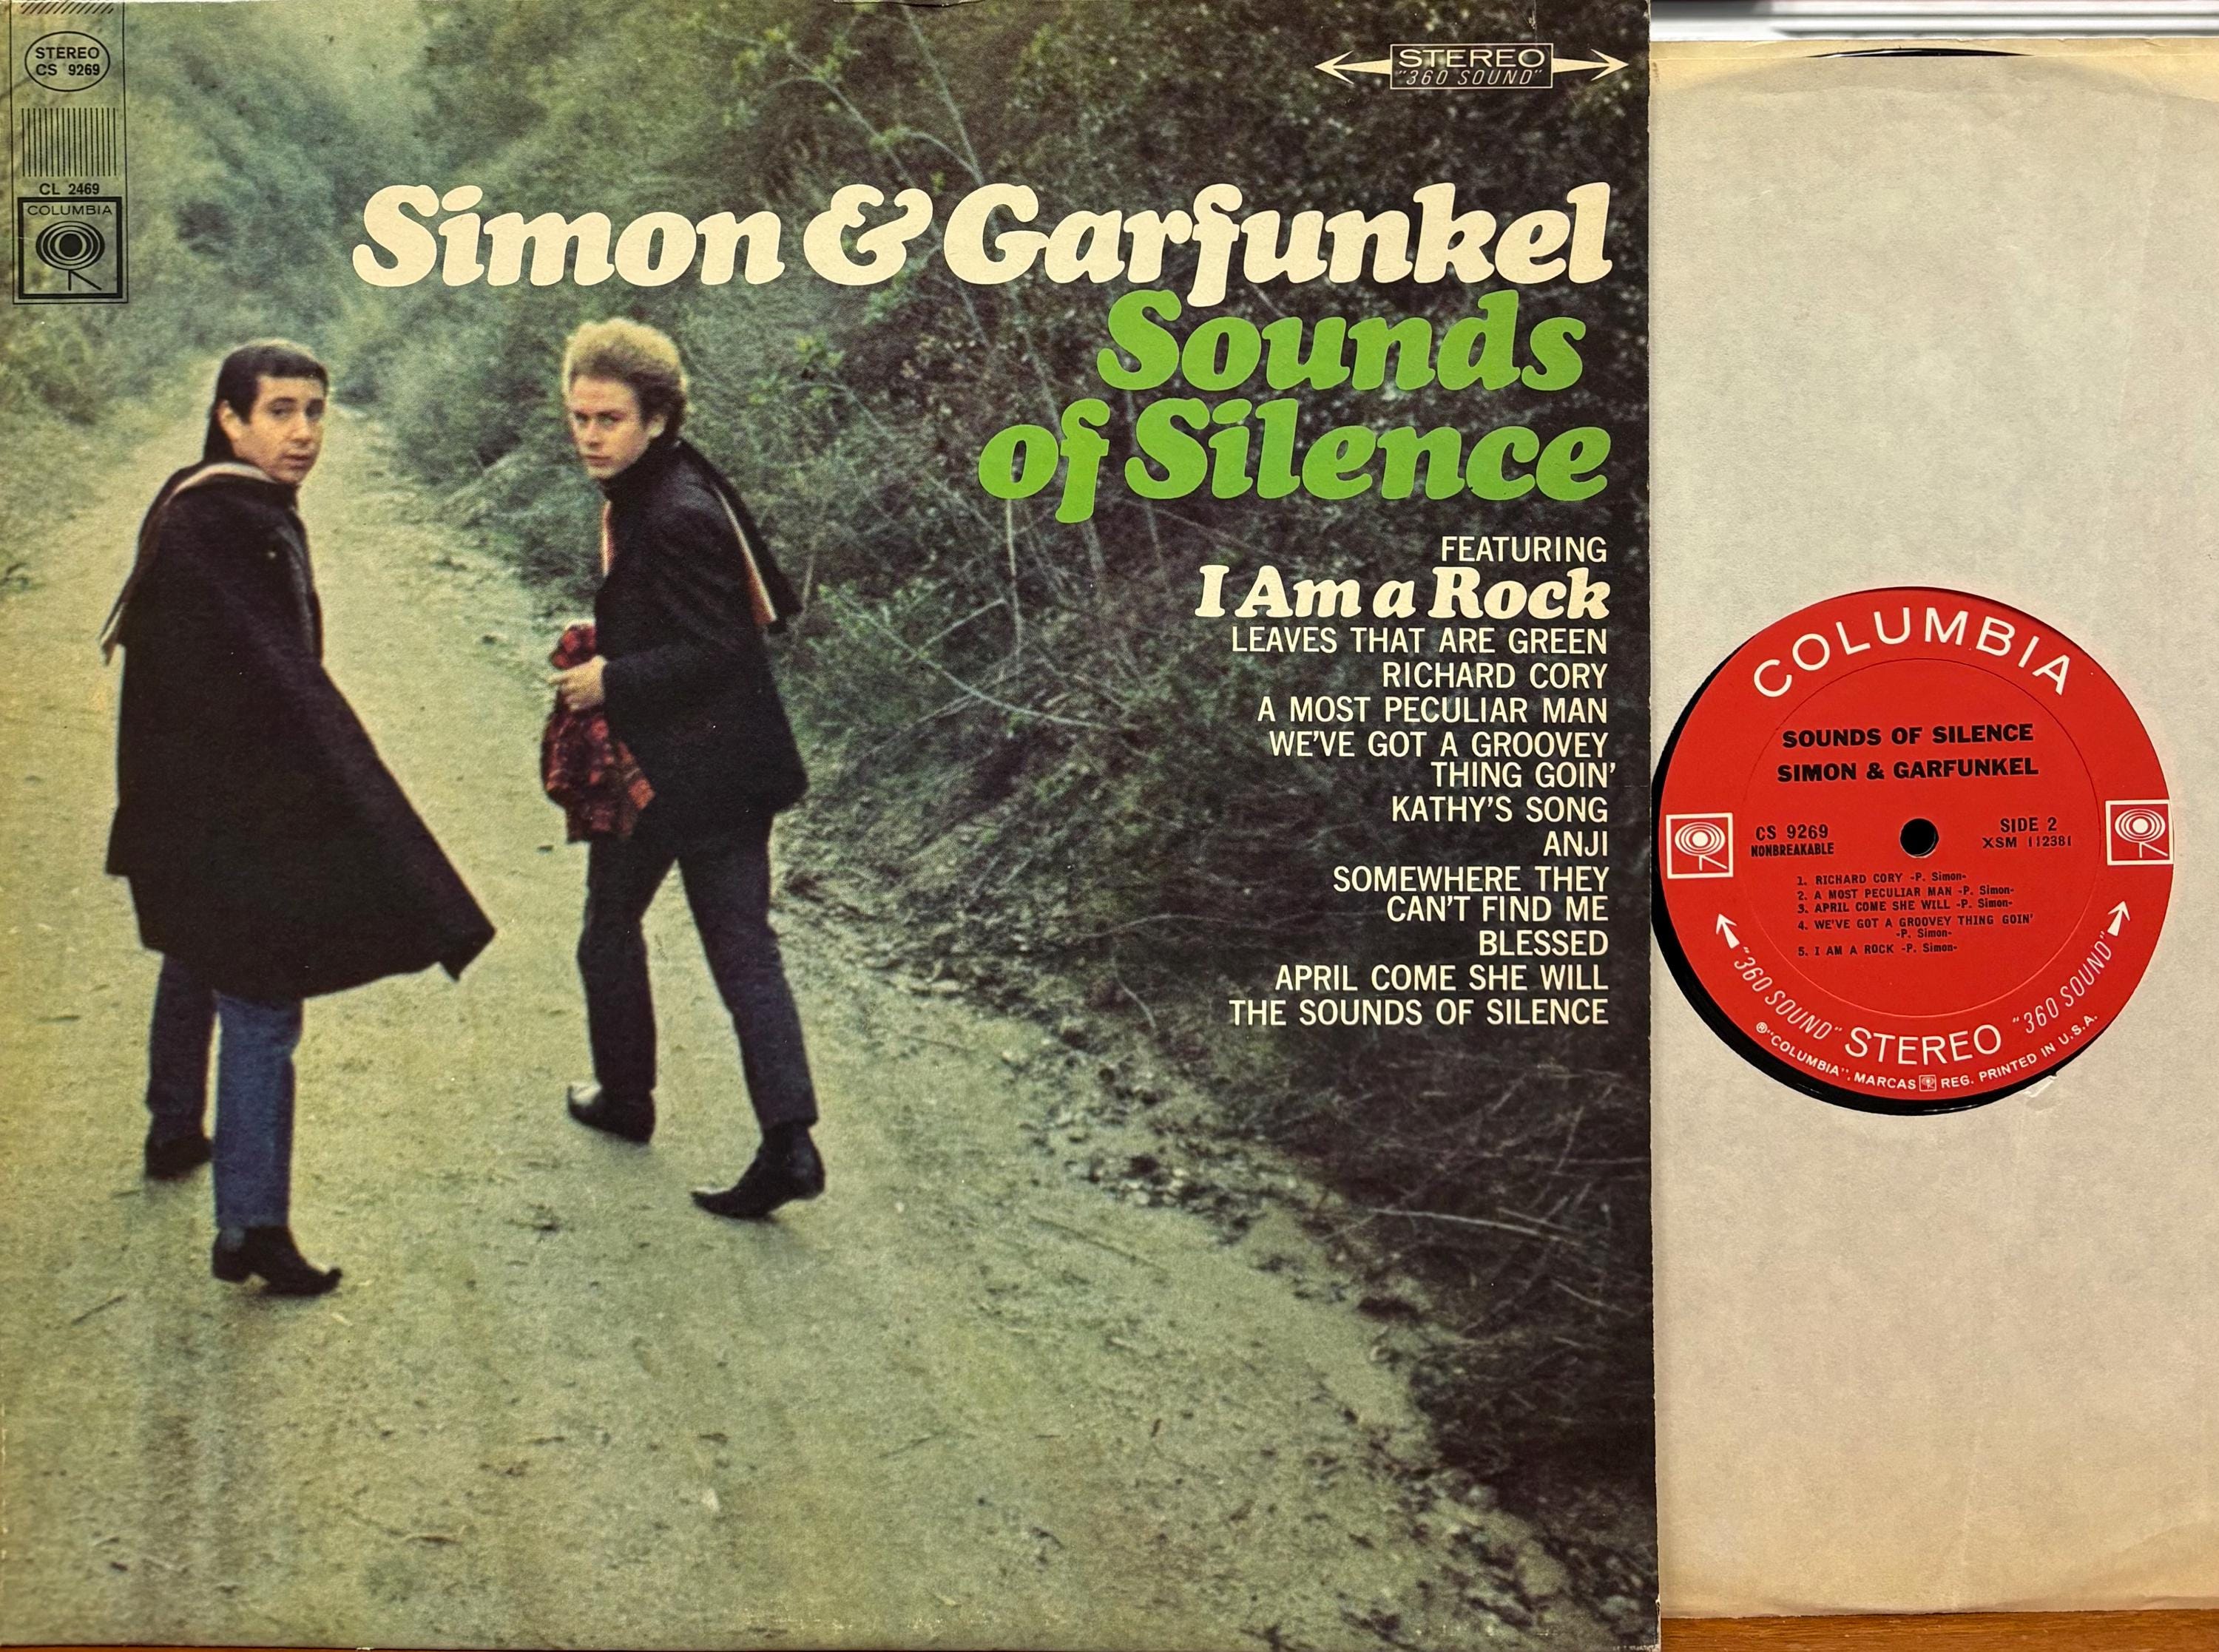 STEREO
CS 9269
CL 2469
COLUMBIA
STEREO
"360 SOUND"
Simon & Garfunkel
Sounds
of Silence
FEATURING
I Am a Rock
LEAVES THAT ARE GREEN
RICHARD CORY
A MOST PECULIAR MAN
WE'VE GOT A GROOVEY
THING GOIN'
KATHY'S SONG
ANJI
SOMEWHERE THEY
CAN'T FIND ME
BLESSED
APRIL COME SHE WILL
THE SOUNDS OF SILENCE
COLUMBIA
SOUNDS OF SILENCE
SIMON & GARFUNKEL
CS 9269
NONBREAKABLE
SIDE 2
XSM 112381
1. RICHARD CORY -P. Simon-
2. A MOST PECULIAR MAN -P. Simon-
3. APRIL COME SHE WILL -P. Simon-
4. WE'VE GOT A GROOVEY THING GOIN'
-P. Simon-
5. I AM A ROCK -P. Simon-
"360 SOUND" STEREO "360 SOUND"
® "COLUMBIA". MARCAS REG. PRINTED IN U.S.A.